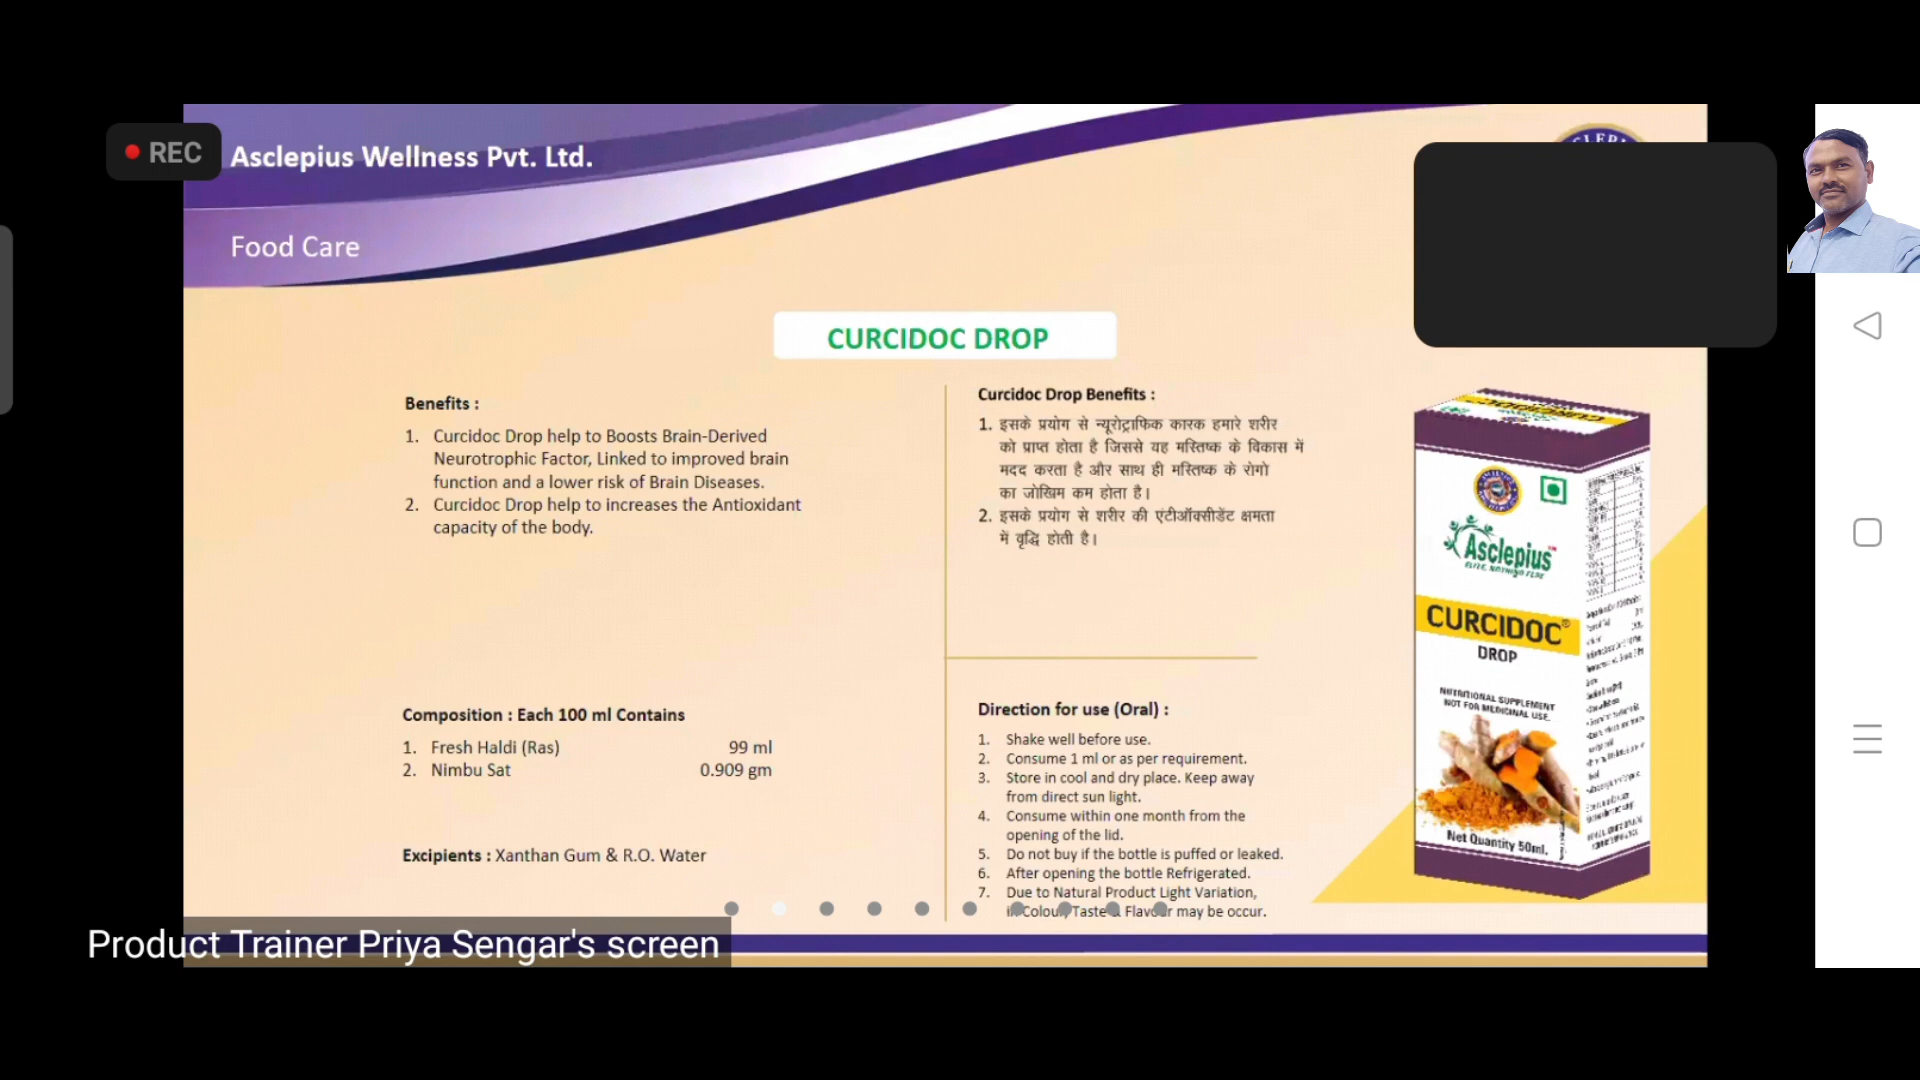 REC
Asclepius Wellness Pvt. Ltd.
Food Care
CURCIDOC DROP
Benefits :
1. Curcidoc Drop help to Boosts Brain-Derived
Neurotrophic Factor, Linked to improved brain
function and a lower risk of Brain Diseases.
2. Curcidoc Drop help to increases the Antioxidant
capacity of the body.
Composition : Each 100 ml Contains
1. Fresh Haldi (Ras) 99 ml
2. Nimbu Sat 0.909 gm
Excipients : Xanthan Gum & R.O. Water
Curcidoc Drop Benefits :
1. इसके प्रयोग से न्यूरोट्राफिक कारक हमारे शरीर
को प्राप्त होता है जिससे यह मस्तिष्क के विकास में
मदद करता है और साथ ही मस्तिष्क के रोगो
का जोखिम कम होता है।
2. इसके प्रयोग से शरीर की एंटीऑक्सीडेंट क्षमता
में वृद्धि होती है।
Direction for use (Oral) :
1. Shake well before use.
2. Consume 1 ml or as per requirement.
3. Store in cool and dry place. Keep away
from direct sun light.
4. Consume within one month from the
opening of the lid.
5. Do not buy if the bottle is puffed or leaked.
6. After opening the bottle Refrigerated.
7. Due to Natural Product Light Variation,
in Colour, Taste & Flavour may be occur.
Asclepius
ELITE, NOTHING ELSE
CURCIDOC®
DROP
NUTRITIONAL SUPPLEMENT
NOT FOR MEDICINAL USE.
Net Quantity 50ml.
Product Trainer Priya Sengar's screen